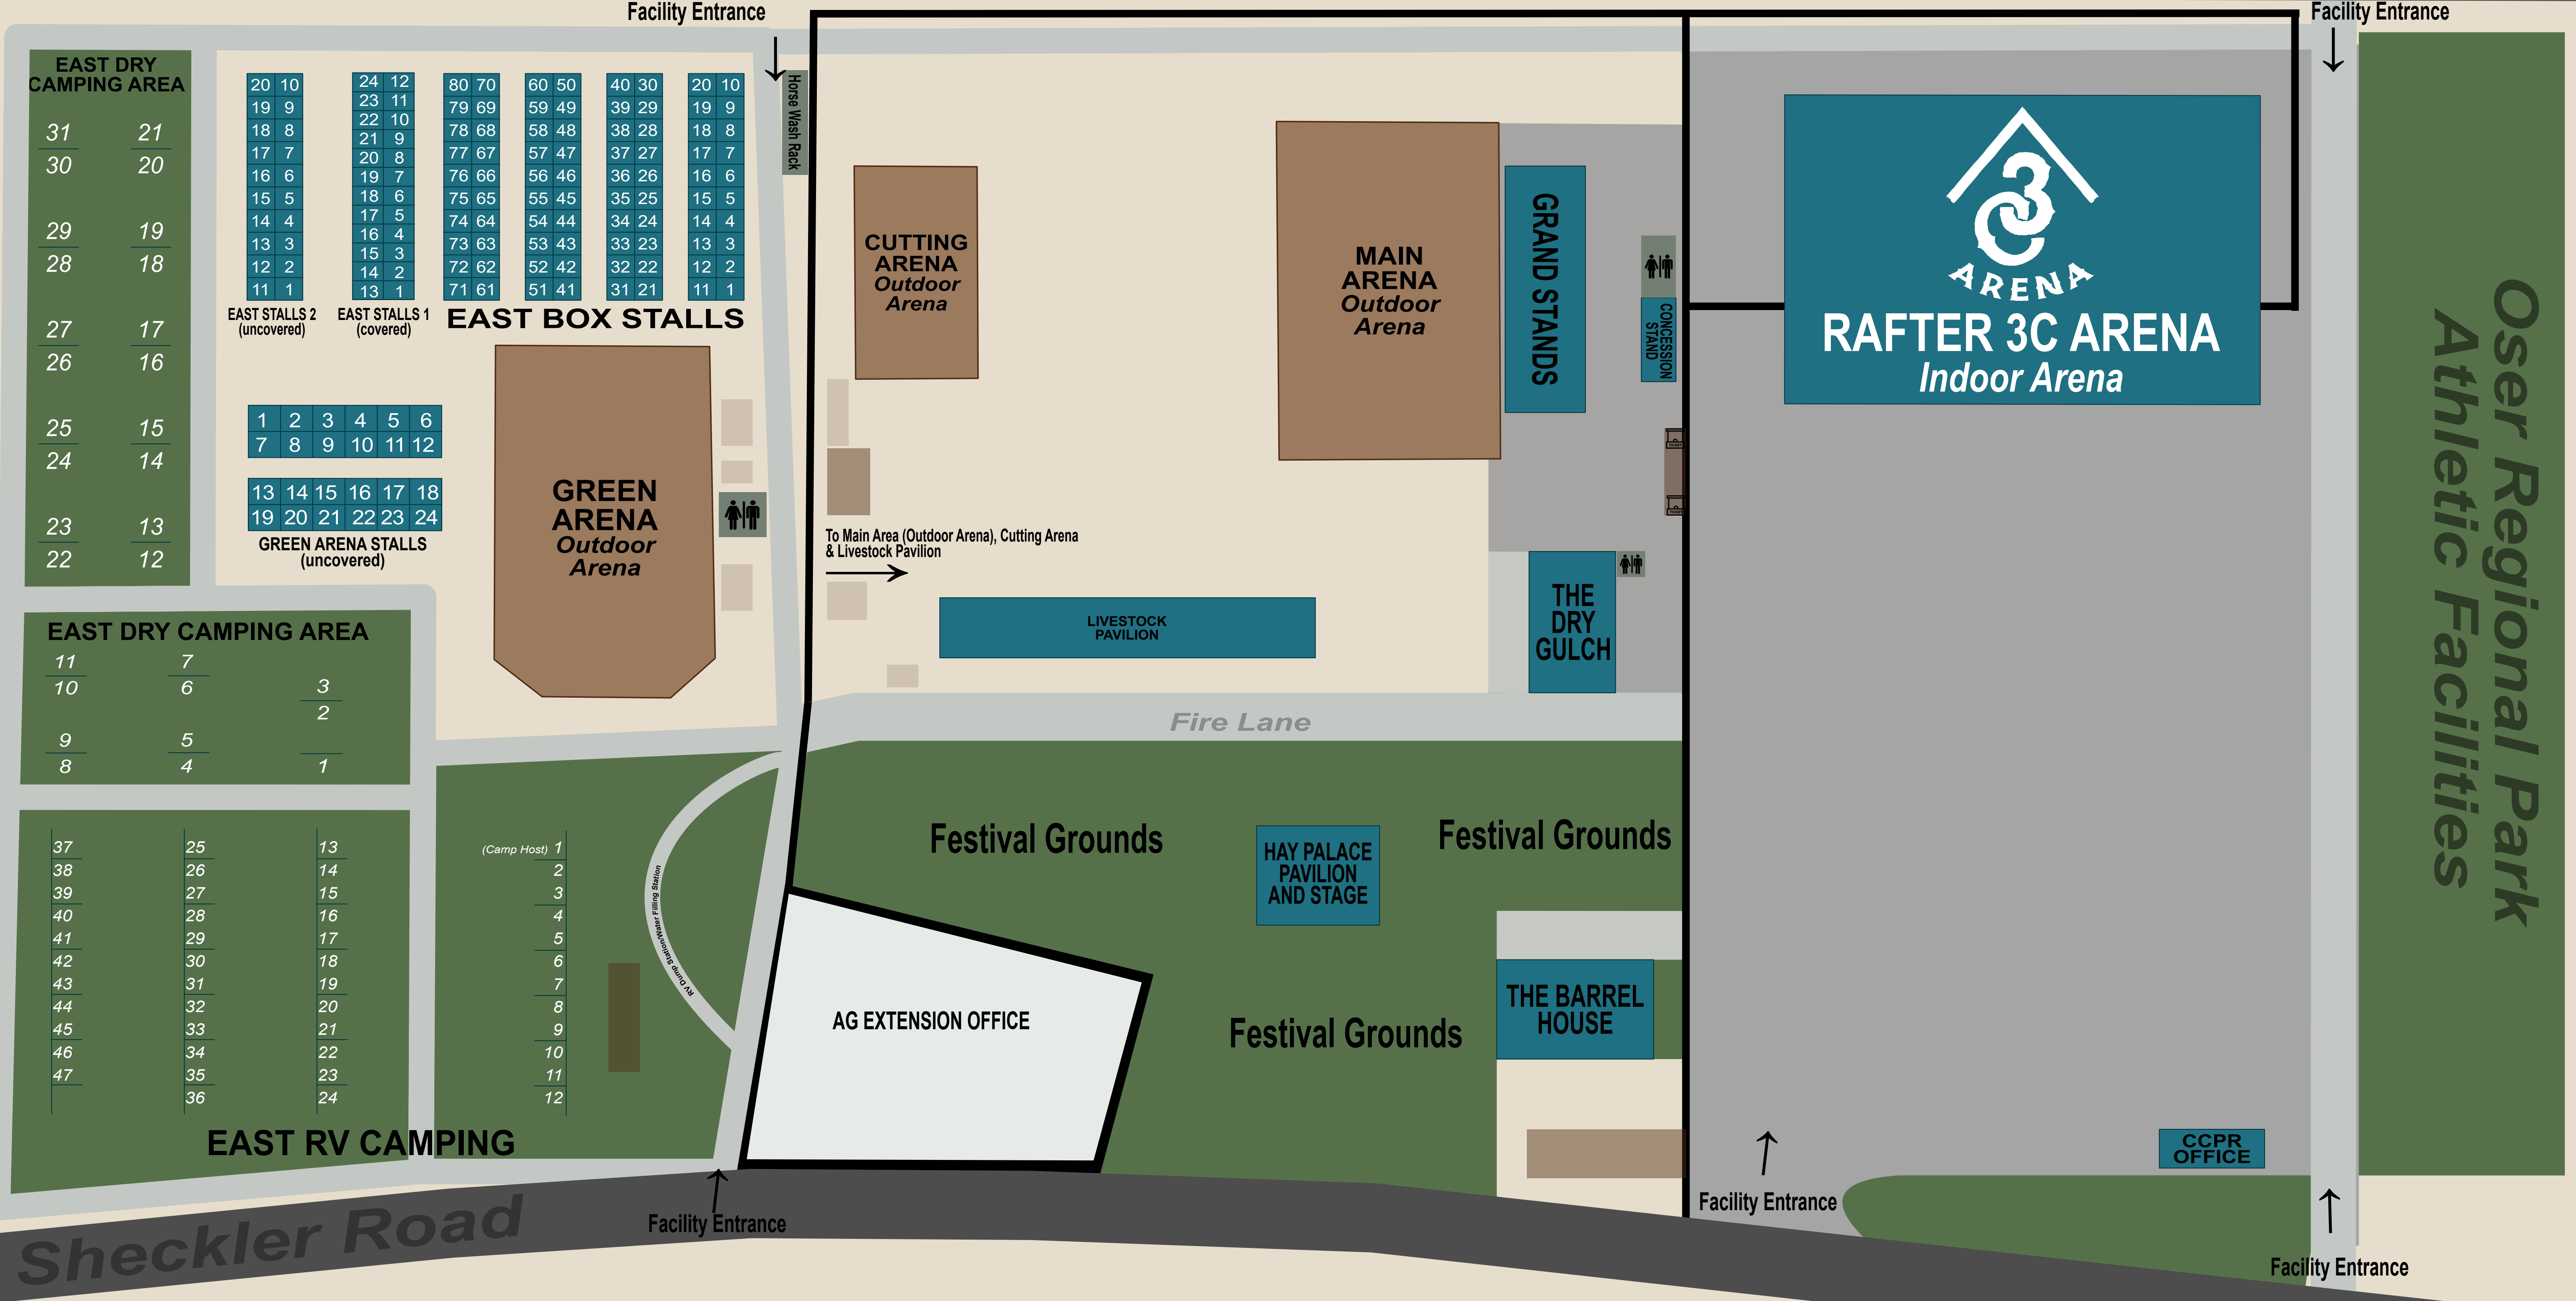 Facility Entrance
Facility Entrance
EAST DRY
CAMPING AREA
31 21
30 20
29 19
28 18
27 17
26 16
25 15
24 14
23 13
22 12
20 10
19 9
18 8
17 7
16 6
15 5
14 4
13 3
12 2
11 1
EAST STALLS 2
(uncovered)
24 12
23 11
22 10
21 9
20 8
19 7
18 6
17 5
16 4
15 3
14 2
13 1
EAST STALLS 1
(covered)
80 70 60 50 40 30 20 10
79 69 59 49 39 29 19 9
78 68 58 48 38 28 18 8
77 67 57 47 37 27 17 7
76 66 56 46 36 26 16 6
75 65 55 45 35 25 15 5
74 64 54 44 34 24 14 4
73 63 53 43 33 23 13 3
72 62 52 42 32 22 12 2
71 61 51 41 31 21 11 1
EAST BOX STALLS
Horse Wash Rack
1 2 3 4 5 6
7 8 9 10 11 12
13 14 15 16 17 18
19 20 21 22 23 24
GREEN ARENA STALLS
(uncovered)
GREEN
ARENA
Outdoor
Arena
CUTTING
ARENA
Outdoor
Arena
MAIN
ARENA
Outdoor
Arena
GRAND STANDS
CONCESSION
STAND
TICKET
TICKET
3C
ARENA
RAFTER 3C ARENA
Indoor Arena
Oser Regional Park
Athletic Facilities
To Main Area (Outdoor Arena), Cutting Arena
& Livestock Pavilion
LIVESTOCK
PAVILION
THE
DRY
GULCH
Fire Lane
EAST DRY CAMPING AREA
11 7
10 6
3
2
9 5
8 4
1
37 25 13
38 26 14
39 27 15
40 28 16
41 29 17
42 30 18
43 31 19
44 32 20
45 33 21
46 34 22
47 35 23
36 24
(Camp Host) 1
2
3
4
5
6
7
8
9
10
11
12
EAST RV CAMPING
RV Dump Station/Water Filling Station
Festival Grounds
HAY PALACE
PAVILION
AND STAGE
Festival Grounds
AG EXTENSION OFFICE
Festival Grounds
THE BARREL
HOUSE
CCPR
OFFICE
Facility Entrance
Facility Entrance
Facility Entrance
Sheckler Road